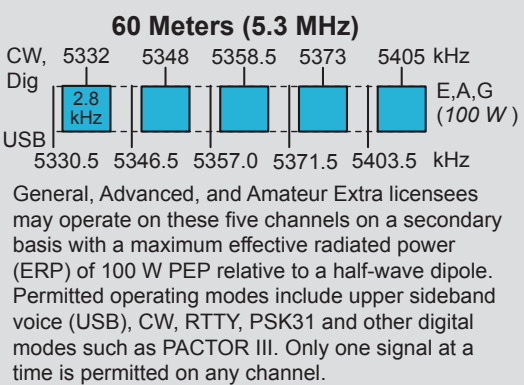 60 Meters (5.3 MHz)
CW, 5332 5348 5358.5 5373 5405 kHz
Dig
2.8 E,A,G
kHz (100 W )
USB
5330.5 5346.5 5357.0 5371.5 5403.5 kHz
General, Advanced, and Amateur Extra licensees
may operate on these five channels on a secondary
basis with a maximum effective radiated power
(ERP) of 100 W PEP relative to a half-wave dipole.
Permitted operating modes include upper sideband
voice (USB), CW, RTTY, PSK31 and other digital
modes such as PACTOR III. Only one signal at a
time is permitted on any channel.